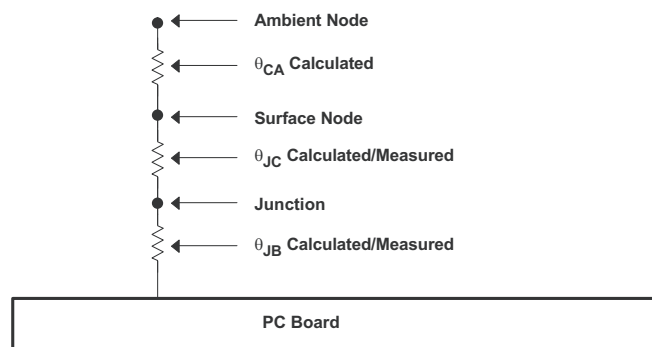 Ambient Node
θCA Calculated
Surface Node
θJC Calculated/Measured
Junction
θJB Calculated/Measured
PC Board